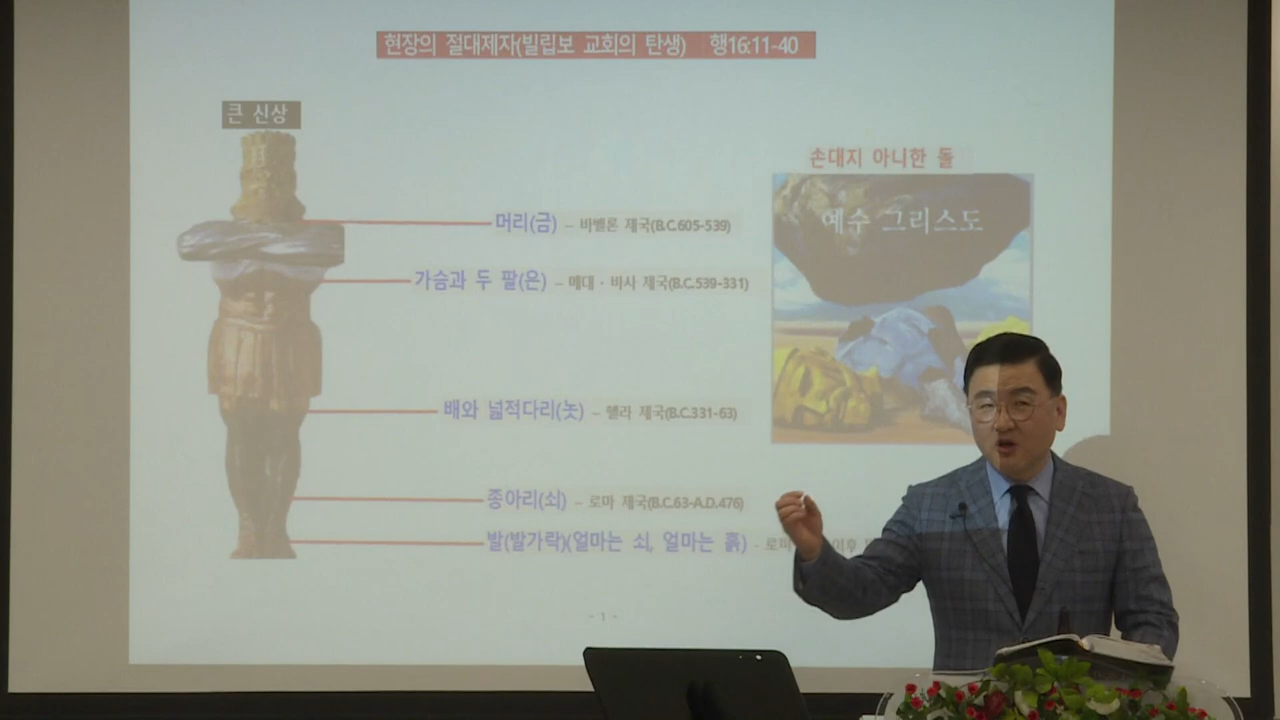 현장의 절대제자(빌립보 교회의 탄생) 행16:11-40
큰 신상
손대지 아니한 돌
예수 그리스도
머리(금) - 바벨론 제국(B.C.605-539)
가슴과 두 팔(은) - 메대·바사 제국(B.C.539-331)
배와 넓적다리(놋) - 헬라 제국(B.C.331-63)
종아리(쇠) - 로마 제국(B.C.63-A.D.476)
발(발가락)(얼마는 쇠, 얼마는 흙) - 로마 이후
- 1 -